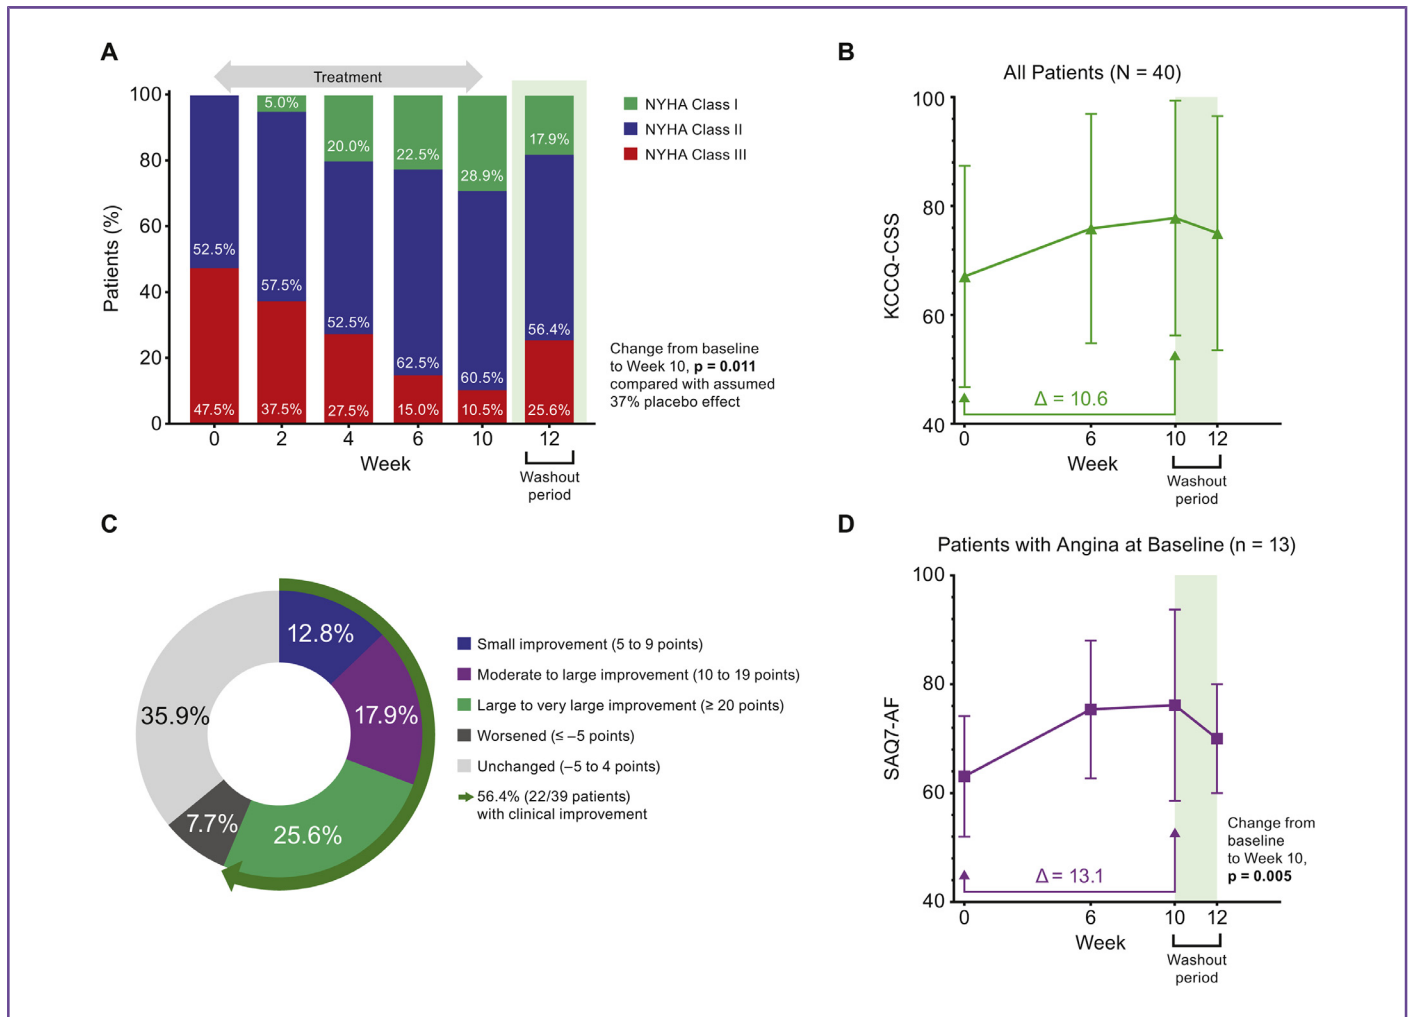 A
Treatment
100
80
60
40
20
0
Patients (%)
5.0%
20.0%
22.5%
28.9%
17.9%
52.5%
57.5%
52.5%
62.5%
60.5%
56.4%
47.5%
37.5%
27.5%
15.0%
10.5%
25.6%
0 2 4 6 10 12
Week
Washout
period
NYHA Class I
NYHA Class II
NYHA Class III
Change from baseline
to Week 10, p = 0.011
compared with assumed
37% placebo effect
B
All Patients (N = 40)
100
80
60
40
KCCQ-CSS
Δ = 10.6
0 6 10 12
Week
Washout
period
C
12.8%
17.9%
25.6%
7.7%
35.9%
Small improvement (5 to 9 points)
Moderate to large improvement (10 to 19 points)
Large to very large improvement (≥ 20 points)
Worsened (≤ –5 points)
Unchanged (–5 to 4 points)
56.4% (22/39 patients)
with clinical improvement
D
Patients with Angina at Baseline (n = 13)
100
80
60
40
SAQ7-AF
Δ = 13.1
Change from
baseline
to Week 10,
p = 0.005
0 6 10 12
Week
Washout
period